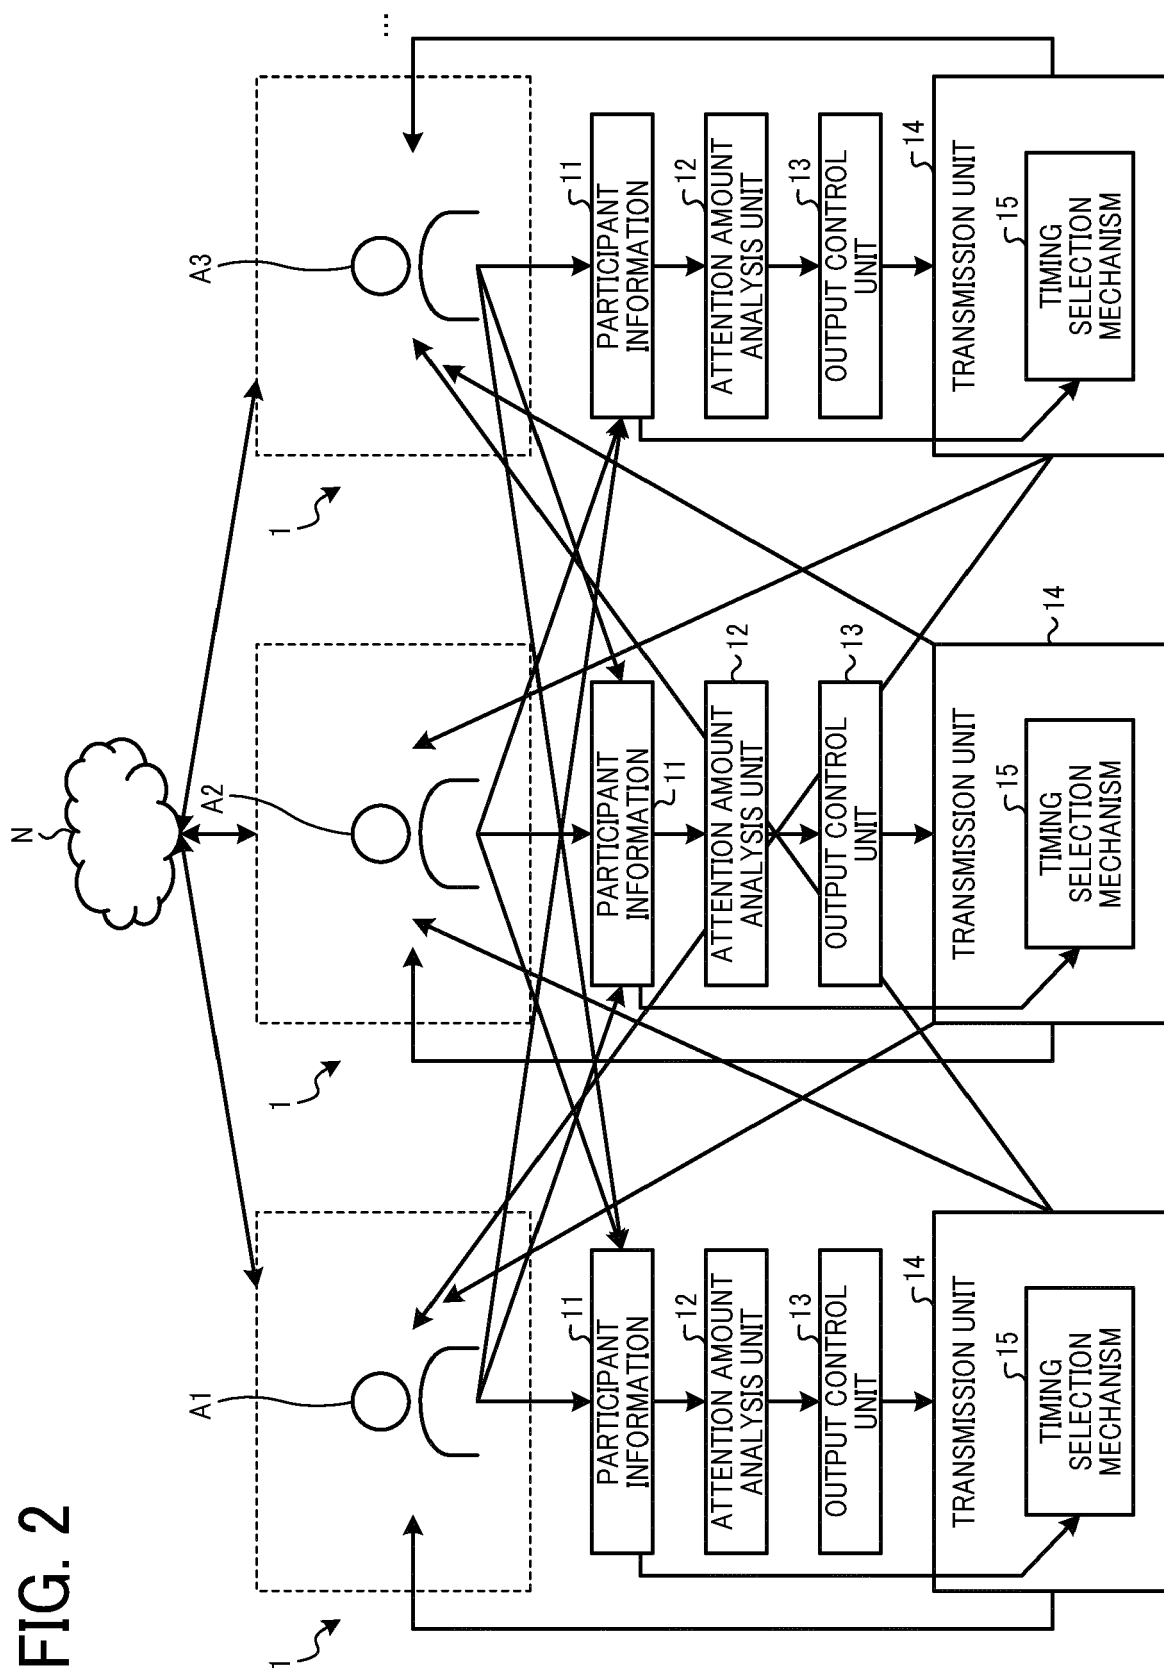 FIG. 2
N
A1
A2
A3
1
1
1
...
PARTICIPANT
INFORMATION
11
ATTENTION AMOUNT
ANALYSIS UNIT
12
OUTPUT CONTROL
UNIT
13
TRANSMISSION UNIT
14
TIMING
SELECTION
MECHANISM
15
PARTICIPANT
INFORMATION
11
ATTENTION AMOUNT
ANALYSIS UNIT
12
OUTPUT CONTROL
UNIT
13
TRANSMISSION UNIT
14
TIMING
SELECTION
MECHANISM
15
PARTICIPANT
INFORMATION
11
ATTENTION AMOUNT
ANALYSIS UNIT
12
OUTPUT CONTROL
UNIT
13
TRANSMISSION UNIT
14
TIMING
SELECTION
MECHANISM
15